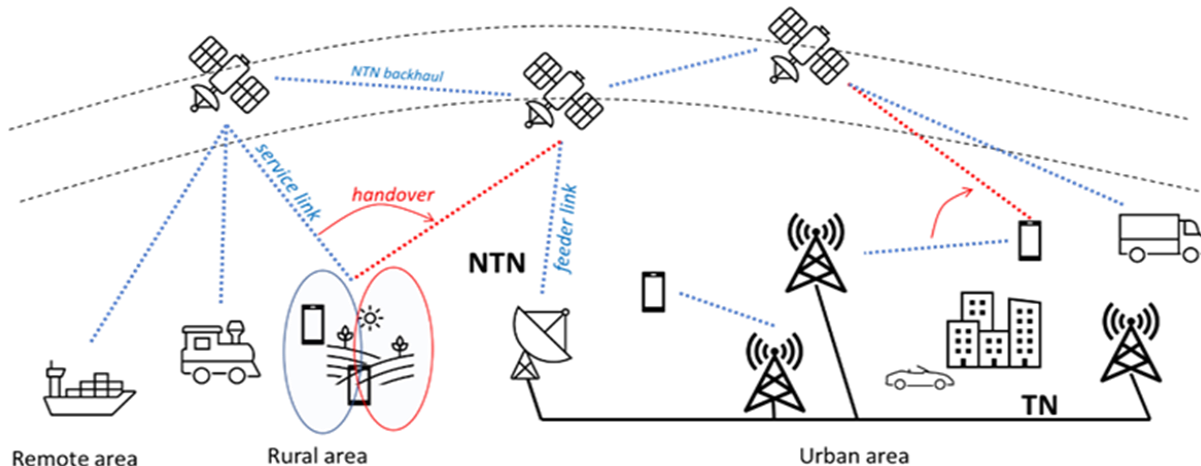 NTN backhaul
service link
handover
feeder link
NTN
TN
Remote area
Rural area
Urban area